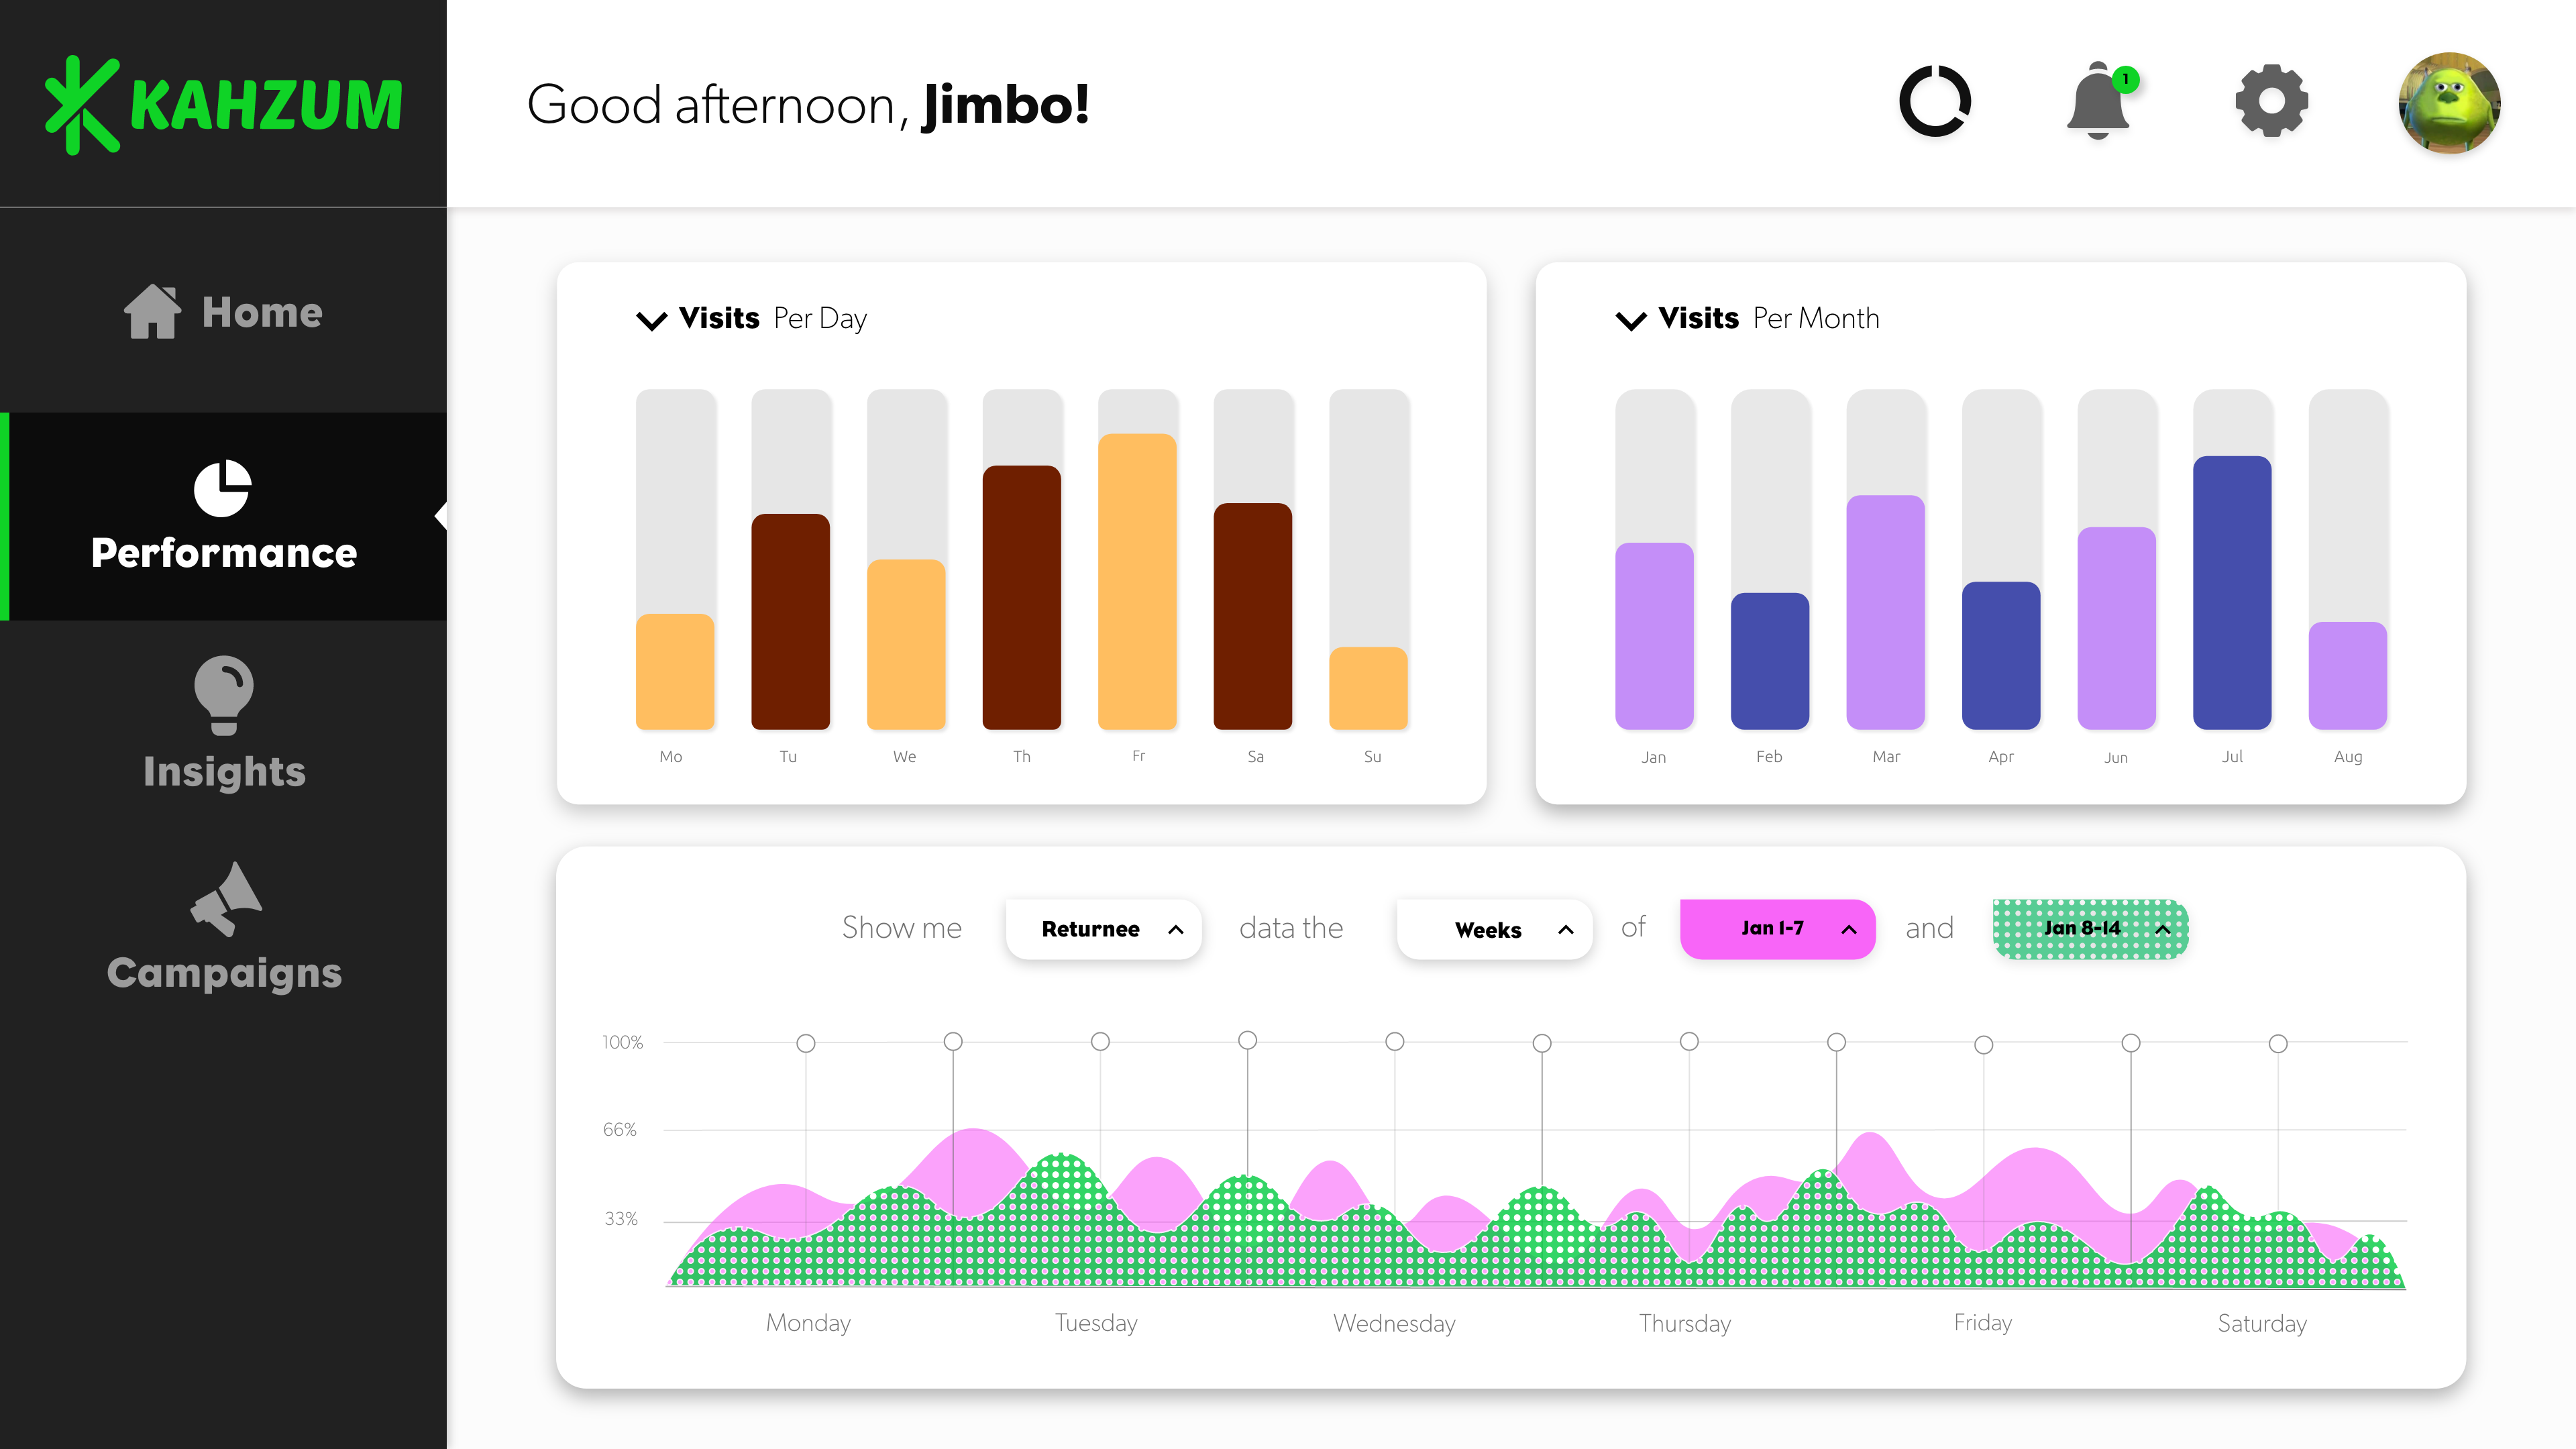 KAHZUM
Good afternoon, Jimbo!
1
Home
Performance
Insights
Campaigns
Visits Per Day
Mo Tu We Th Fr Sa Su
Visits Per Month
Jan Feb Mar Apr Jun Jul Aug
Show me Returnee data the Weeks of Jan 1-7 and Jan 8-14
100%
66%
33%
Monday Tuesday Wednesday Thursday Friday Saturday